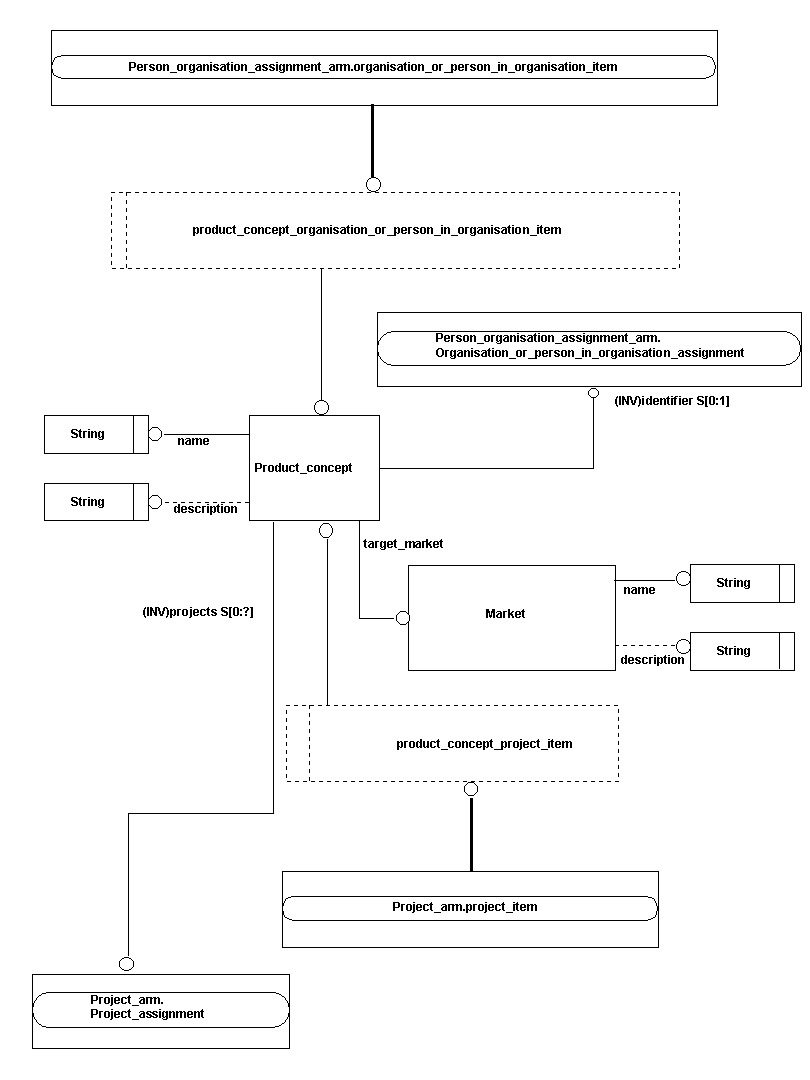 Person_organisation_assignment_arm.organisation_or_person_in_organisation_item
product_concept_organisation_or_person_in_organisation_item
Person_organisation_assignment_arm.
Organisation_or_person_in_organisation_assignment
(INV)identifier S[0:1]
String
name
Product_concept
String
description
target_market
(INV)projects S[0:?]
Market
name
String
description
String
product_concept_project_item
Project_arm.project_item
Project_arm.
Project_assignment